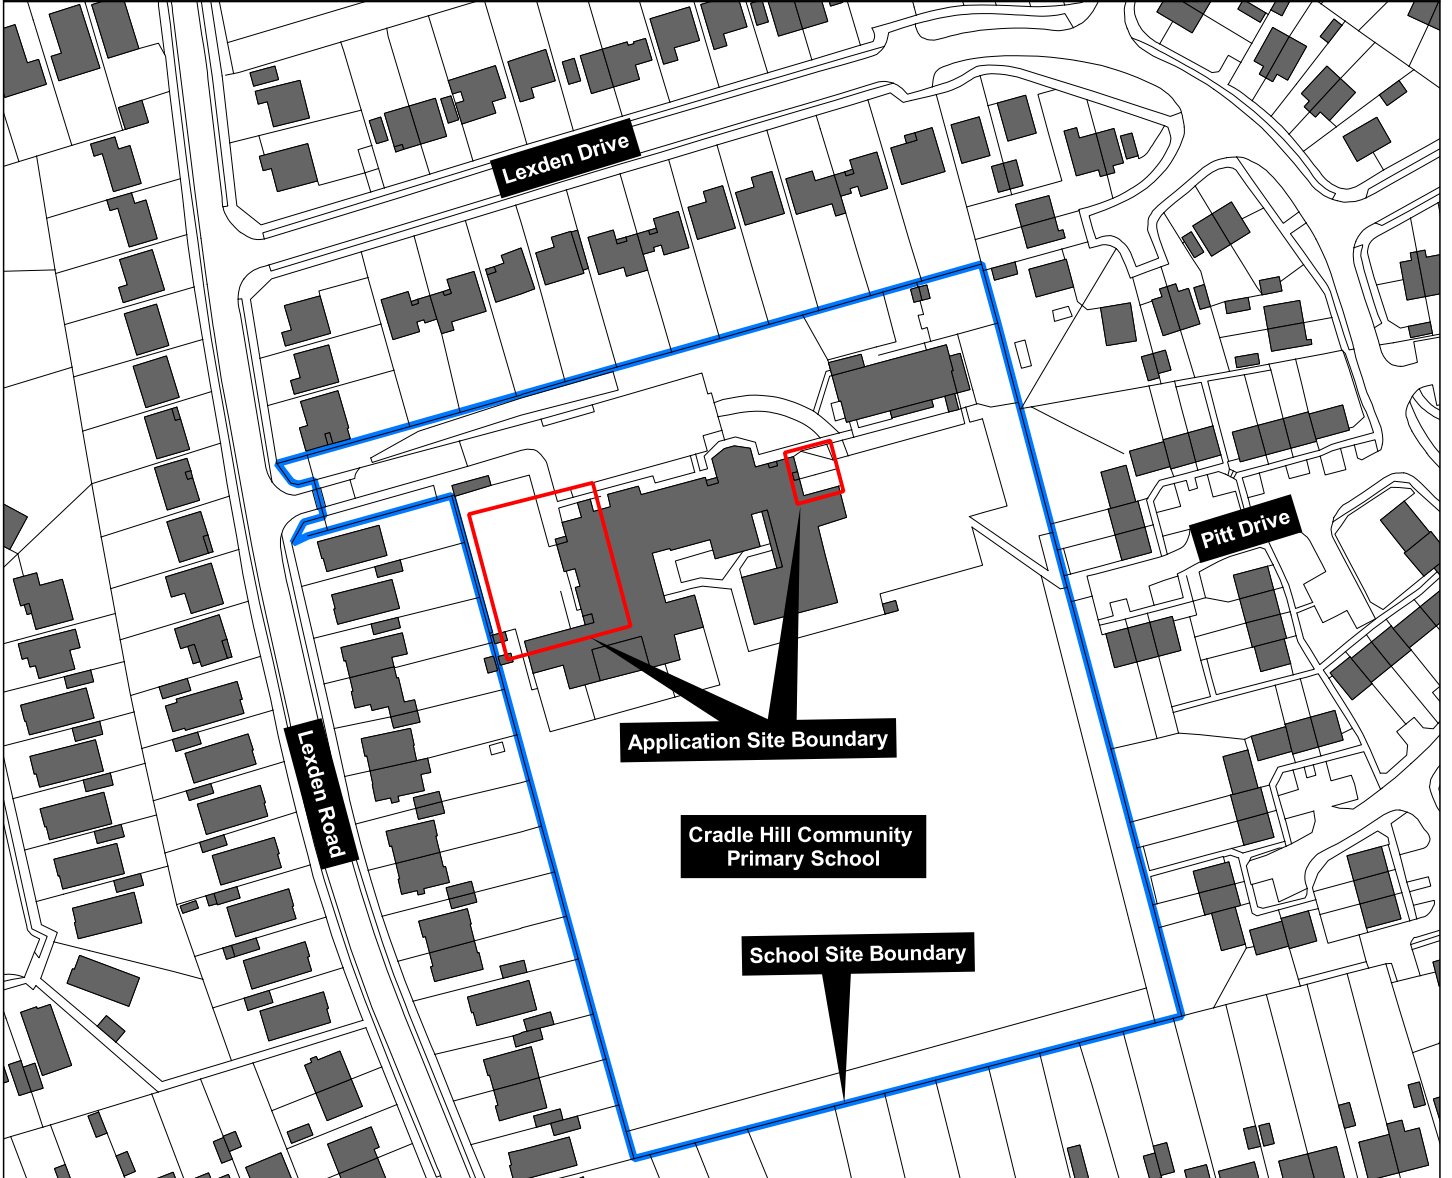 Lexden Drive
Pitt Drive
Application Site Boundary
Lexden Road
Cradle Hill Community
Primary School
School Site Boundary